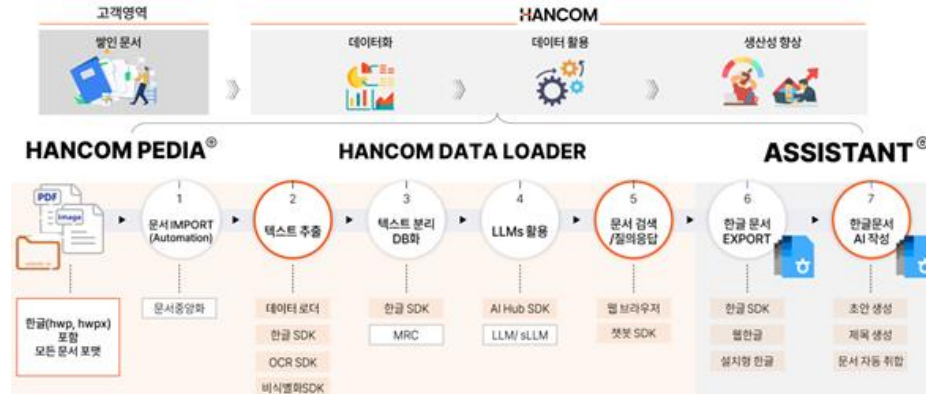 고객영역
HANCOM
쌓인 문서
데이터화
데이터 활용
생산성 향상
HANCOM PEDIA®
HANCOM DATA LOADER
ASSISTANT®
PDF
Image
1
문서 IMPORT
(Automation)
2
텍스트 추출
3
텍스트 분리
DB화
4
LLMs 활용
5
문서 검색
/질의응답
6
한글 문서
EXPORT
7
한글문서
AI 작성
한글(hwp, hwpx)
포함
모든 문서 포맷
문서중앙화
데이터 로더
한글 SDK
OCR SDK
비식별화SDK
한글 SDK
MRC
AI Hub SDK
LLM/ sLLM
웹 브라우저
챗봇 SDK
한글 SDK
웹한글
설치형 한글
초안 생성
제목 생성
문서 자동 취합